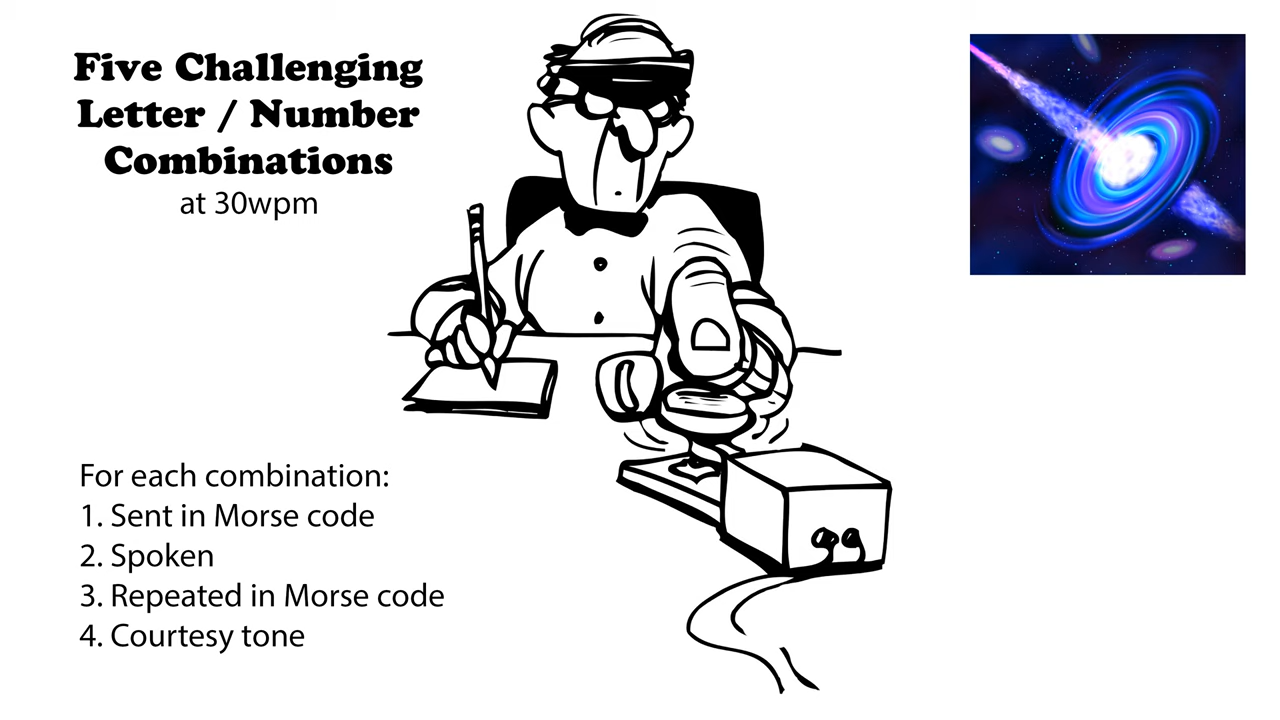 Five Challenging
Letter / Number
Combinations
at 30wpm
For each combination:
1. Sent in Morse code
2. Spoken
3. Repeated in Morse code
4. Courtesy tone